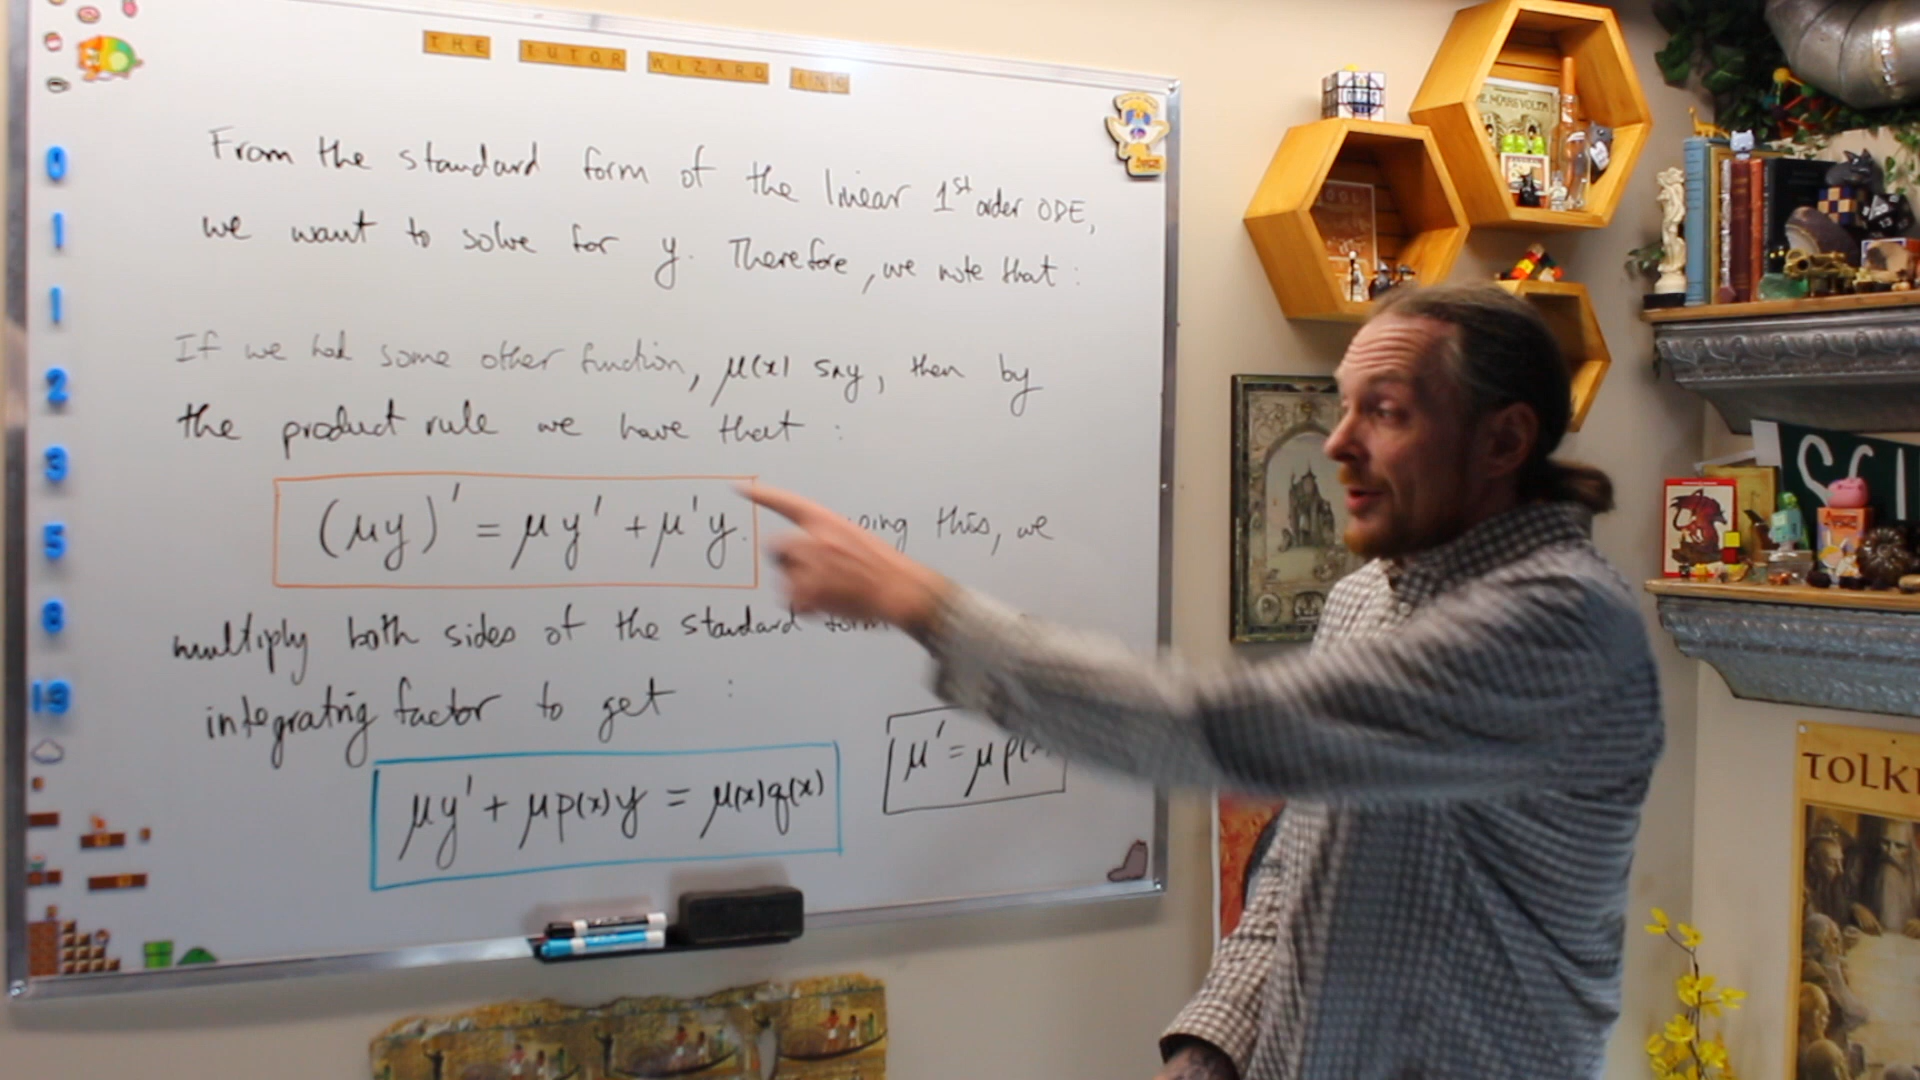 THE TUTOR WIZARD INC
From the standard form of the linear 1st order ODE,
we want to solve for y. Therefore, we note that :
If we had some other function, μ(x) say, then by
the product rule we have that :
(μy)' = μy' + μ'y.
this, we
multiply both sides of the standard form
integrating factor to get :
μ' = μp(x
μy' + μp(x)y = μ(x)q(x)
0
1
1
2
3
5
8
13
TOLKI